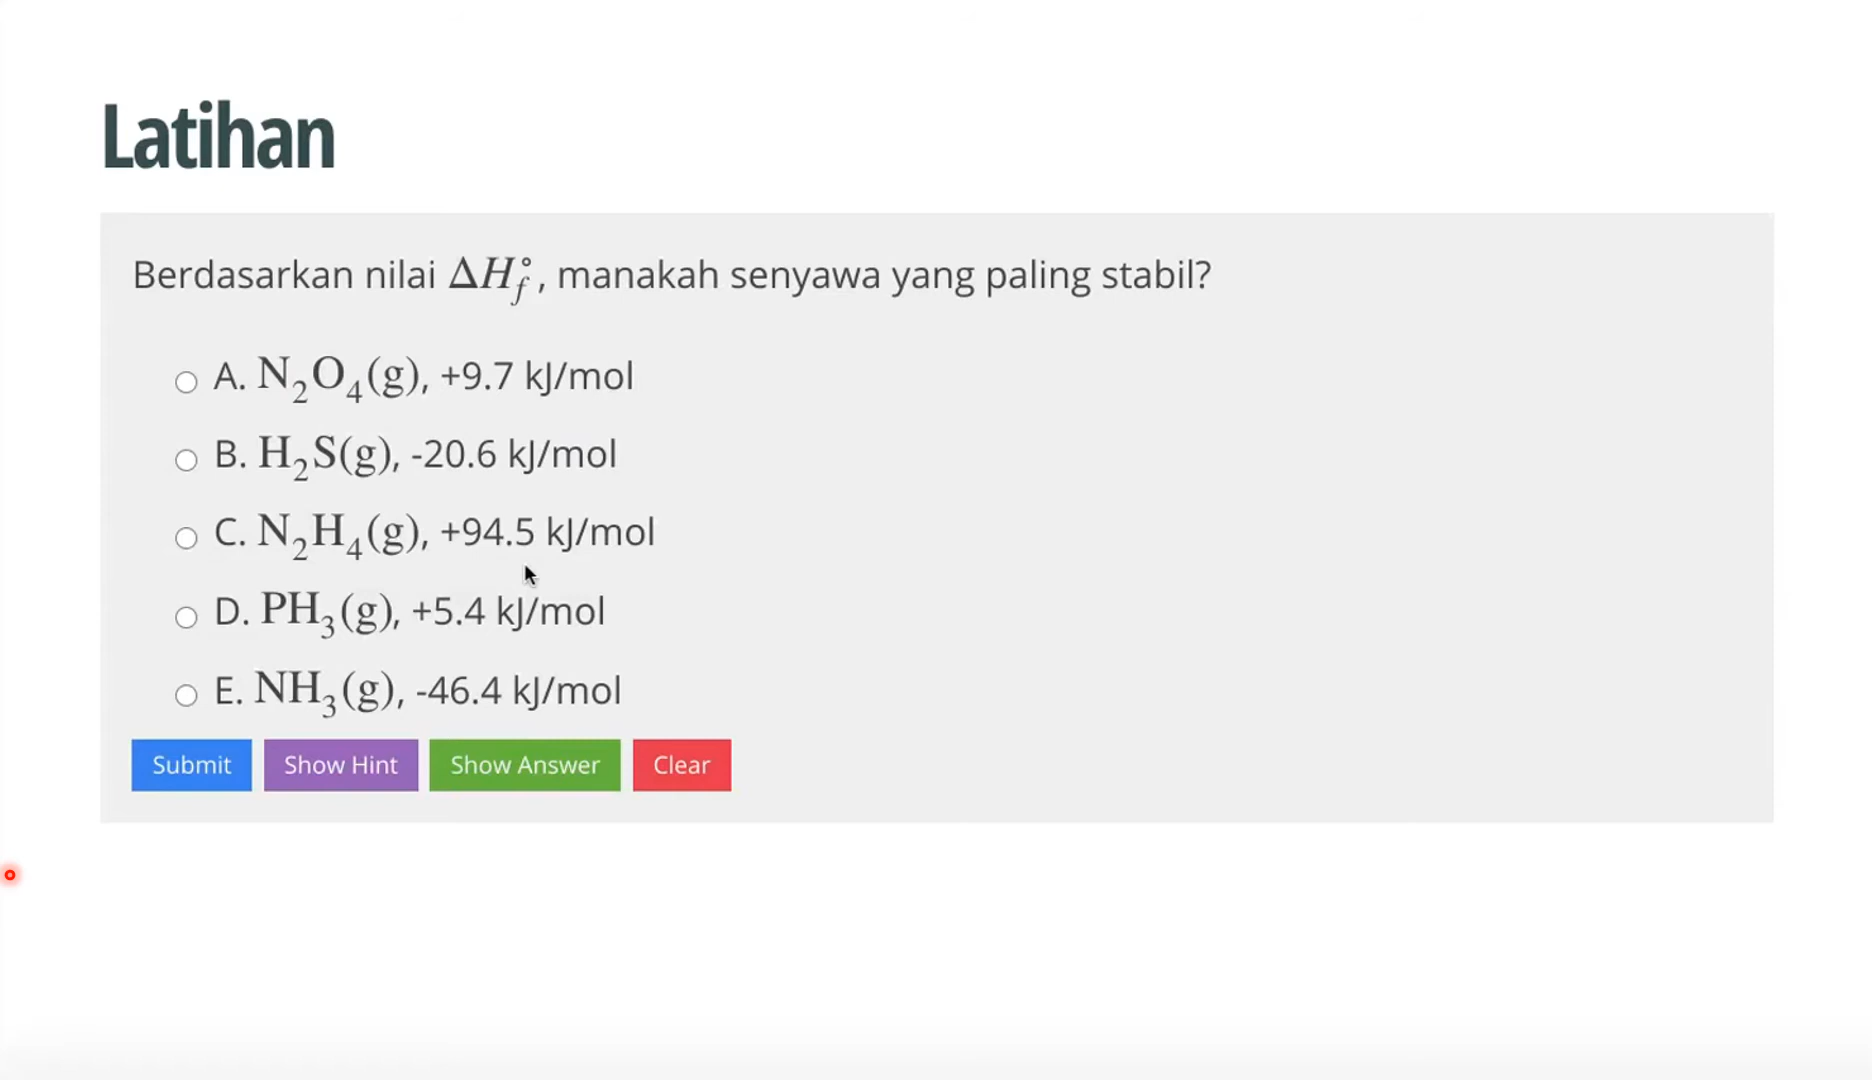 Latihan
Berdasarkan nilai ΔH°f, manakah senyawa yang paling stabil?
A. N₂O₄(g), +9.7 kJ/mol
B. H₂S(g), -20.6 kJ/mol
C. N₂H₄(g), +94.5 kJ/mol
D. PH₃(g), +5.4 kJ/mol
E. NH₃(g), -46.4 kJ/mol
Submit Show Hint Show Answer Clear